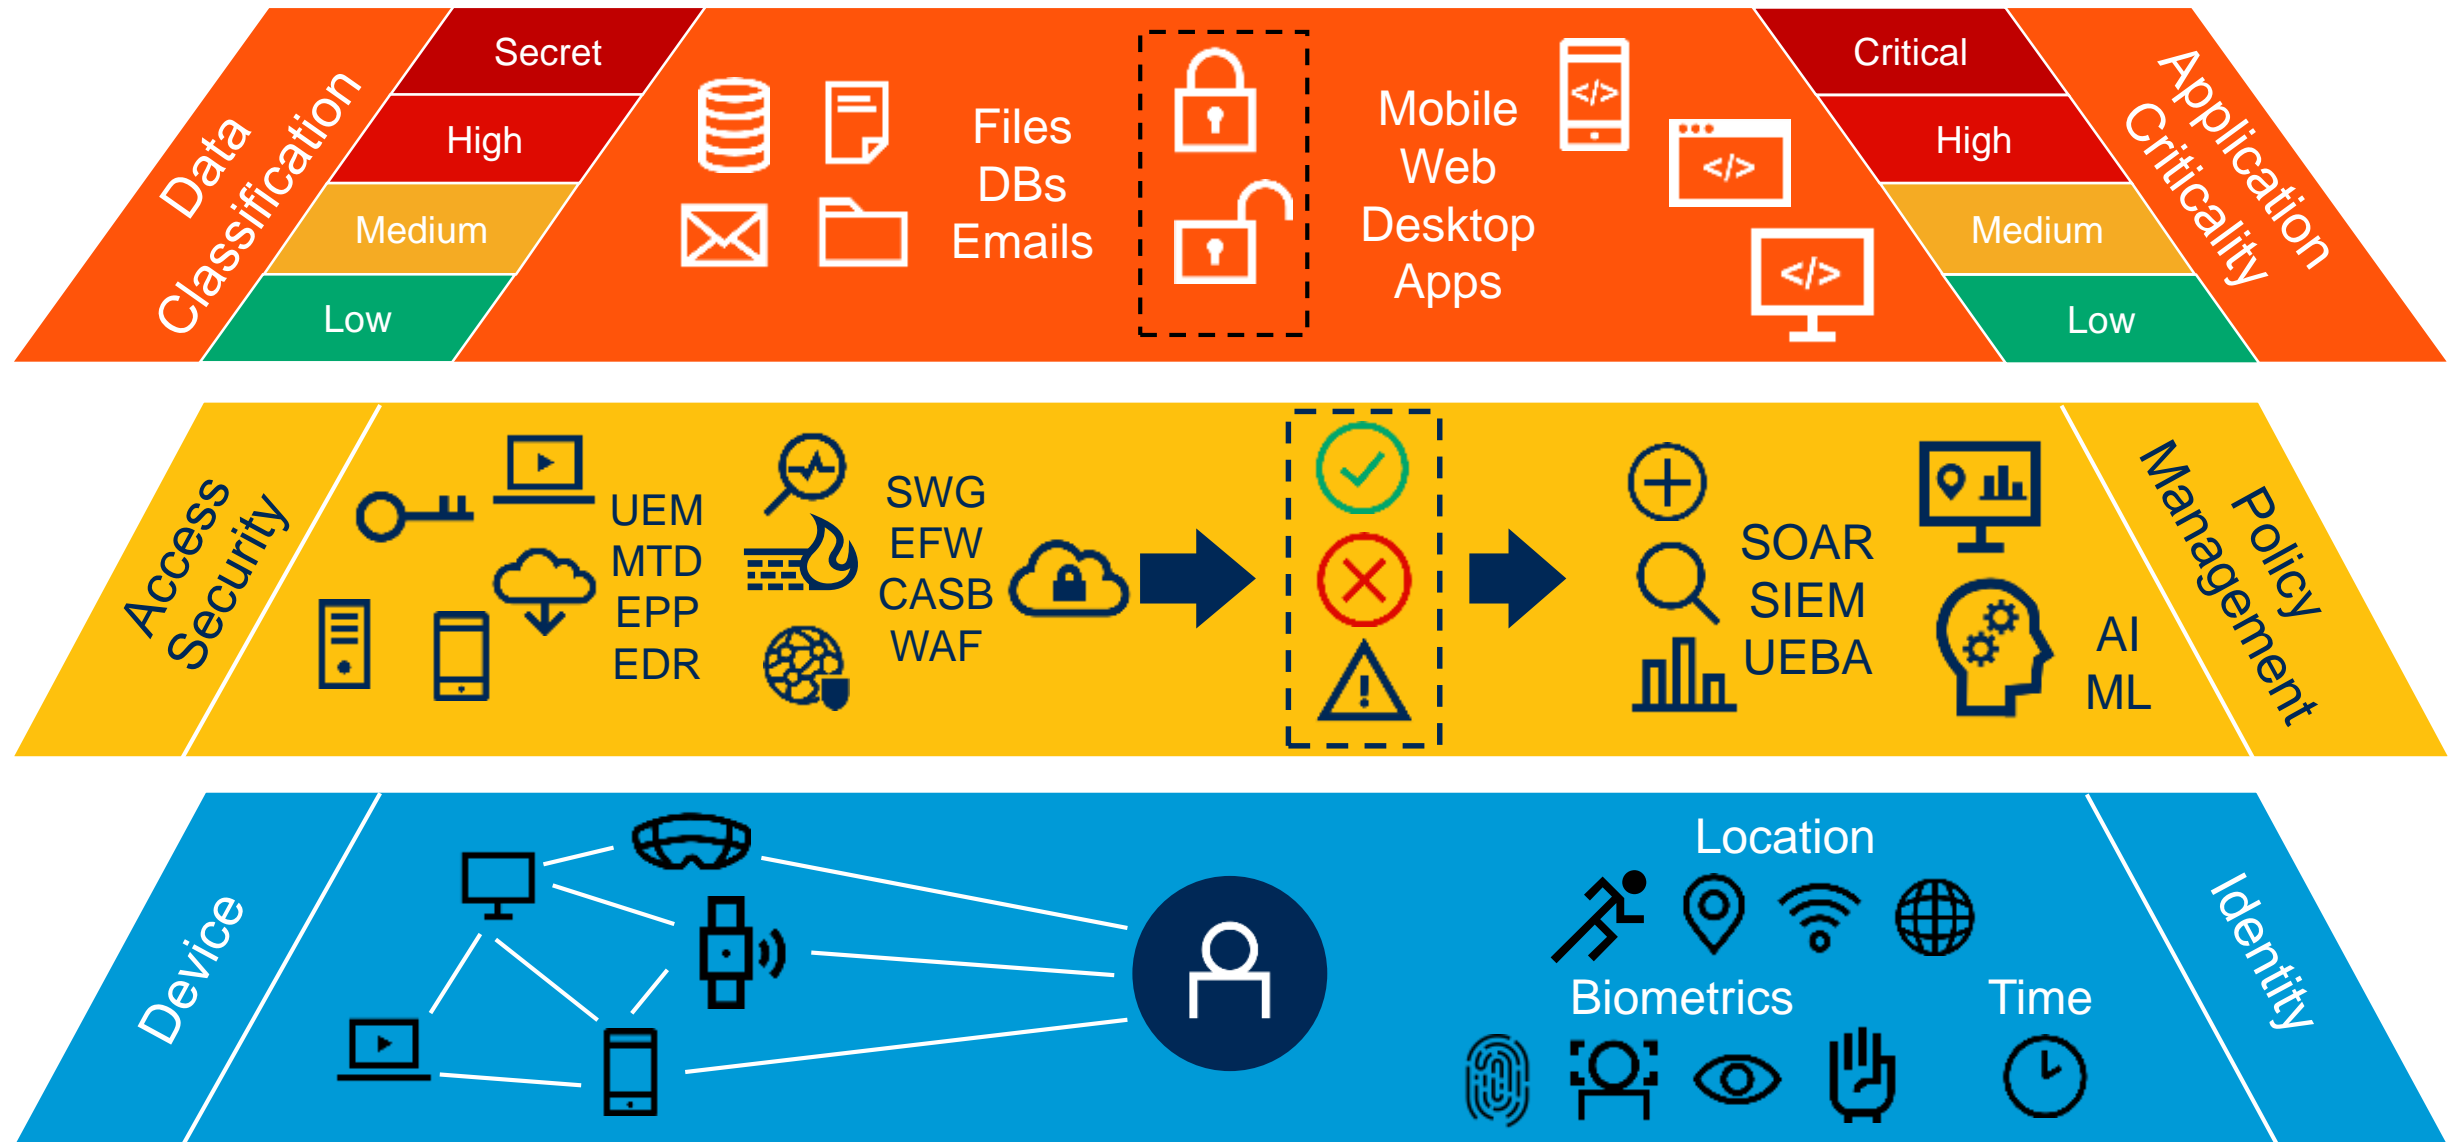 Data
Classification
Secret
High
Medium
Low
Files
DBs
Emails
Mobile
Web
Desktop
Apps
</>
</>
</>
Critical
High
Medium
Low
Application
Criticality
Access
Security
UEM
MTD
EPP
EDR
SWG
EFW
CASB
WAF
SOAR
SIEM
UEBA
AI
ML
Policy
Management
Device
Location
Biometrics
Time
Identity